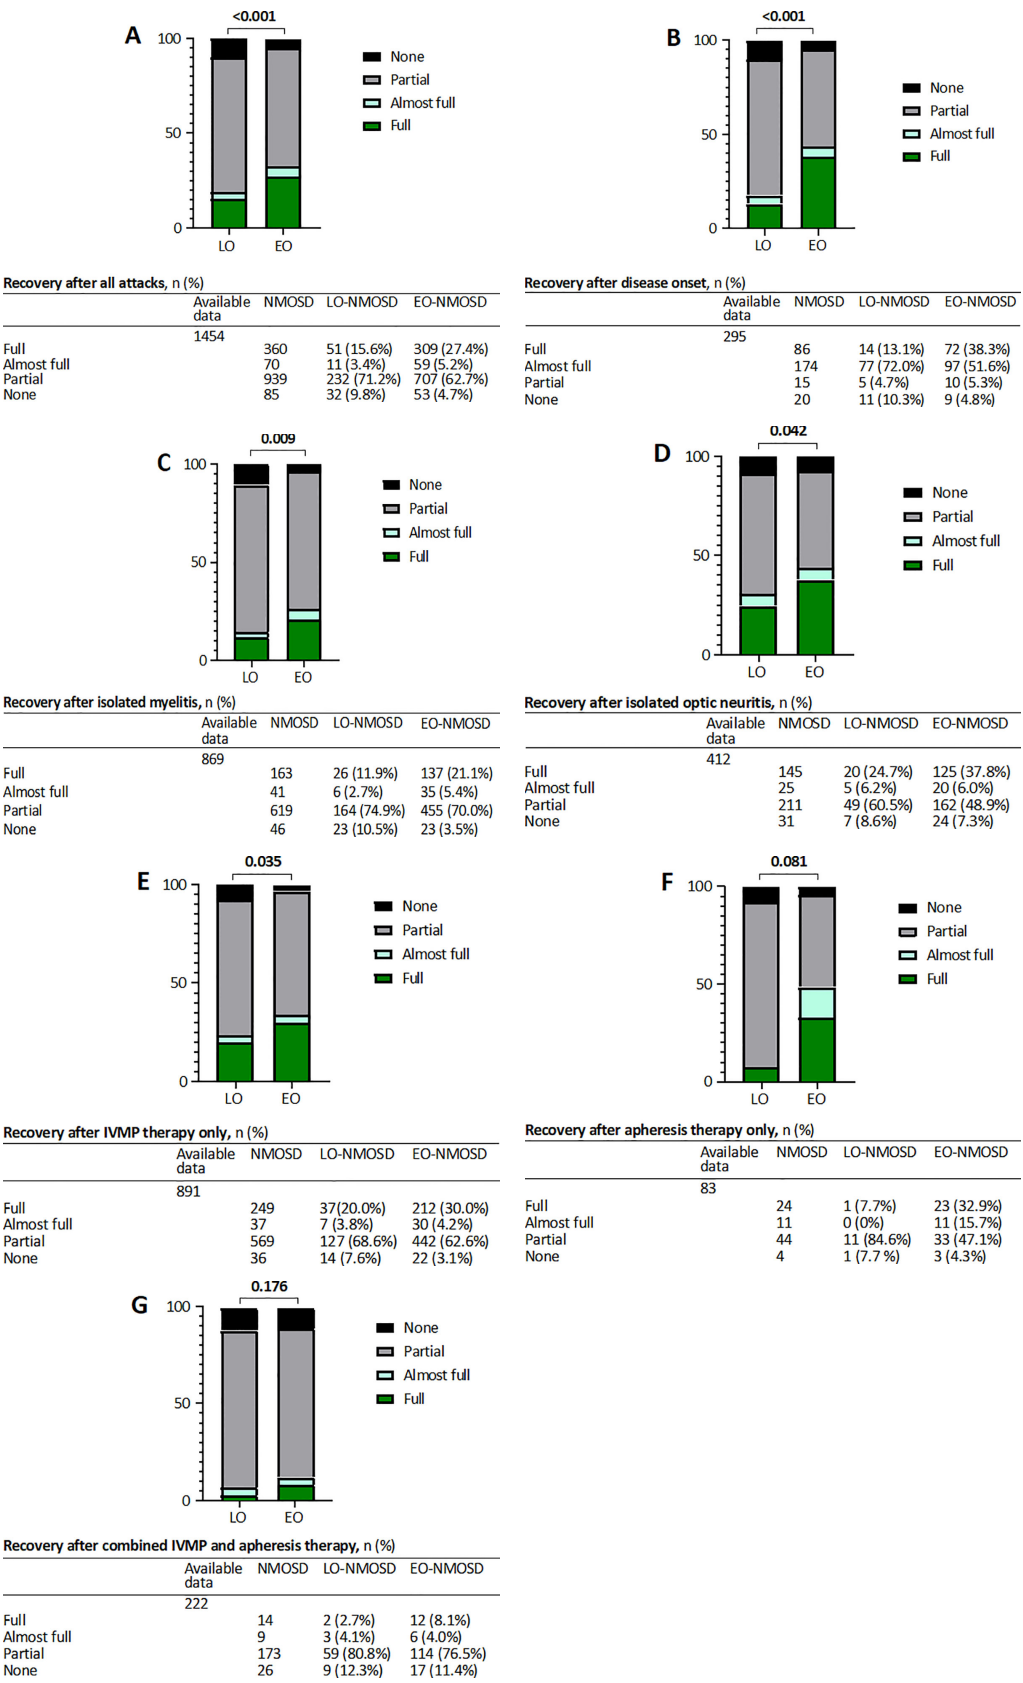 A
<0.001
100
50
0
LO EO
None
Partial
Almost full
Full
Recovery after all attacks, n (%)
Available data NMOSD LO-NMOSD EO-NMOSD
1454
Full 360 51 (15.6%) 309 (27.4%)
Almost full 70 11 (3.4%) 59 (5.2%)
Partial 939 232 (71.2%) 707 (62.7%)
None 85 32 (9.8%) 53 (4.7%)
B
<0.001
100
50
0
LO EO
None
Partial
Almost full
Full
Recovery after disease onset, n (%)
Available data NMOSD LO-NMOSD EO-NMOSD
295
Full 86 14 (13.1%) 72 (38.3%)
Almost full 174 77 (72.0%) 97 (51.6%)
Partial 15 5 (4.7%) 10 (5.3%)
None 20 11 (10.3%) 9 (4.8%)
C
0.009
100
50
0
LO EO
None
Partial
Almost full
Full
Recovery after isolated myelitis, n (%)
Available data NMOSD LO-NMOSD EO-NMOSD
869
Full 163 26 (11.9%) 137 (21.1%)
Almost full 41 6 (2.7%) 35 (5.4%)
Partial 619 164 (74.9%) 455 (70.0%)
None 46 23 (10.5%) 23 (3.5%)
D
0.042
100
50
0
LO EO
None
Partial
Almost full
Full
Recovery after isolated optic neuritis, n (%)
Available data NMOSD LO-NMOSD EO-NMOSD
412
Full 145 20 (24.7%) 125 (37.8%)
Almost full 25 5 (6.2%) 20 (6.0%)
Partial 211 49 (60.5%) 162 (48.9%)
None 31 7 (8.6%) 24 (7.3%)
E
0.035
100
50
0
LO EO
None
Partial
Almost full
Full
Recovery after IVMP therapy only, n (%)
Available data NMOSD LO-NMOSD EO-NMOSD
891
Full 249 37(20.0%) 212 (30.0%)
Almost full 37 7 (3.8%) 30 (4.2%)
Partial 569 127 (68.6%) 442 (62.6%)
None 36 14 (7.6%) 22 (3.1%)
F
0.081
100
50
0
LO EO
None
Partial
Almost full
Full
Recovery after apheresis therapy only, n (%)
Available data NMOSD LO-NMOSD EO-NMOSD
83
Full 24 1 (7.7%) 23 (32.9%)
Almost full 11 0 (0%) 11 (15.7%)
Partial 44 11 (84.6%) 33 (47.1%)
None 4 1 (7.7 %) 3 (4.3%)
G
0.176
100
50
0
LO EO
None
Partial
Almost full
Full
Recovery after combined IVMP and apheresis therapy, n (%)
Available data NMOSD LO-NMOSD EO-NMOSD
222
Full 14 2 (2.7%) 12 (8.1%)
Almost full 9 3 (4.1%) 6 (4.0%)
Partial 173 59 (80.8%) 114 (76.5%)
None 26 9 (12.3%) 17 (11.4%)